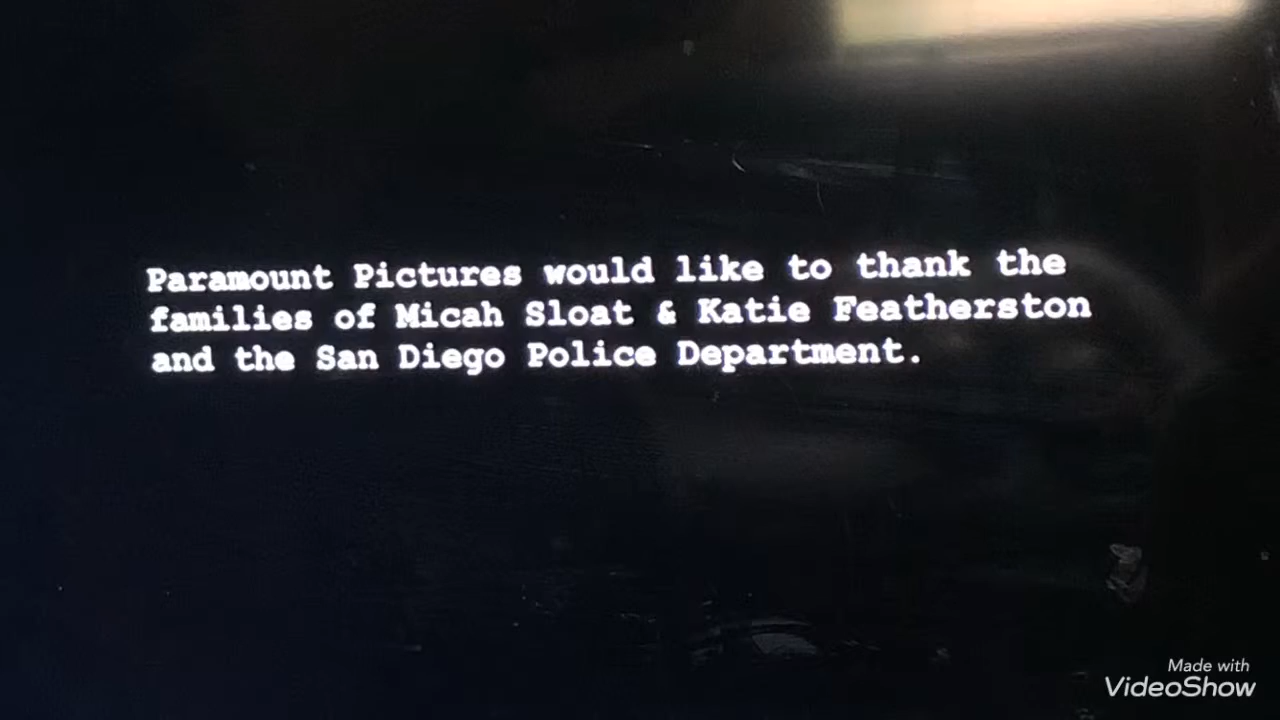 Paramount Pictures would like to thank the
families of Micah Sloat & Katie Featherston
and the San Diego Police Department.
Made with
VideoShow